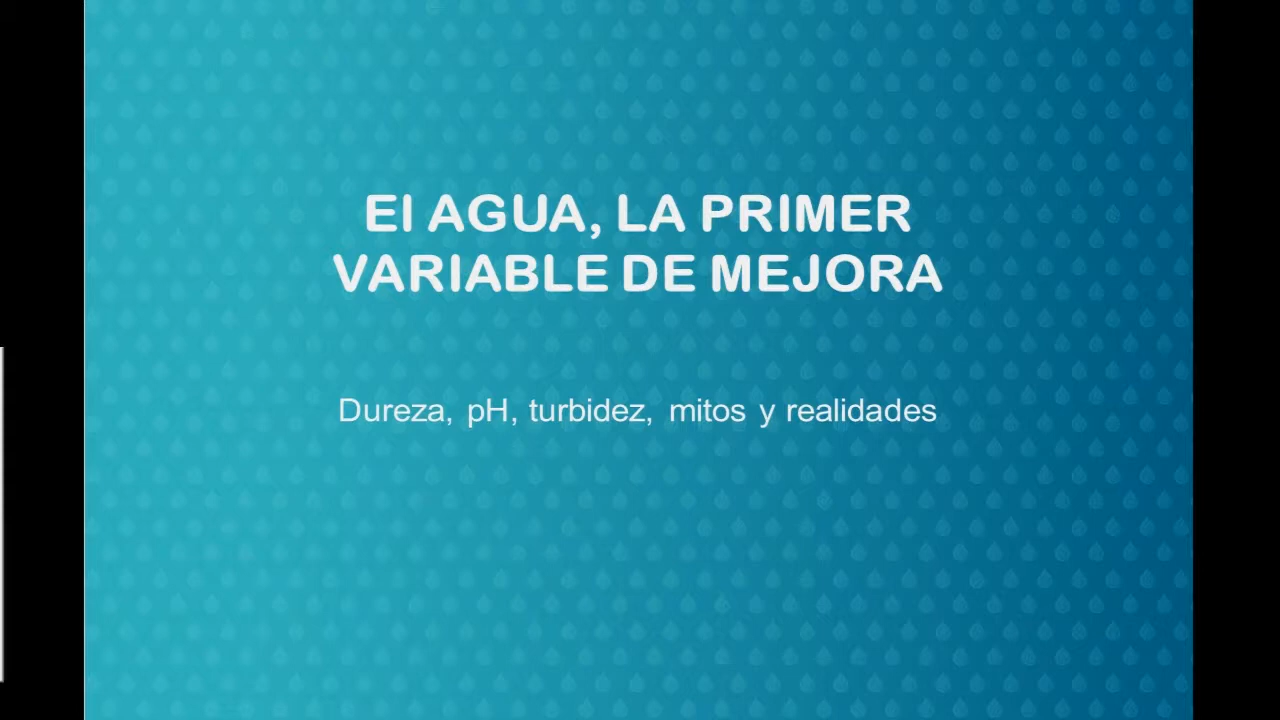 El AGUA, LA PRIMER
VARIABLE DE MEJORA
Dureza, pH, turbidez, mitos y realidades